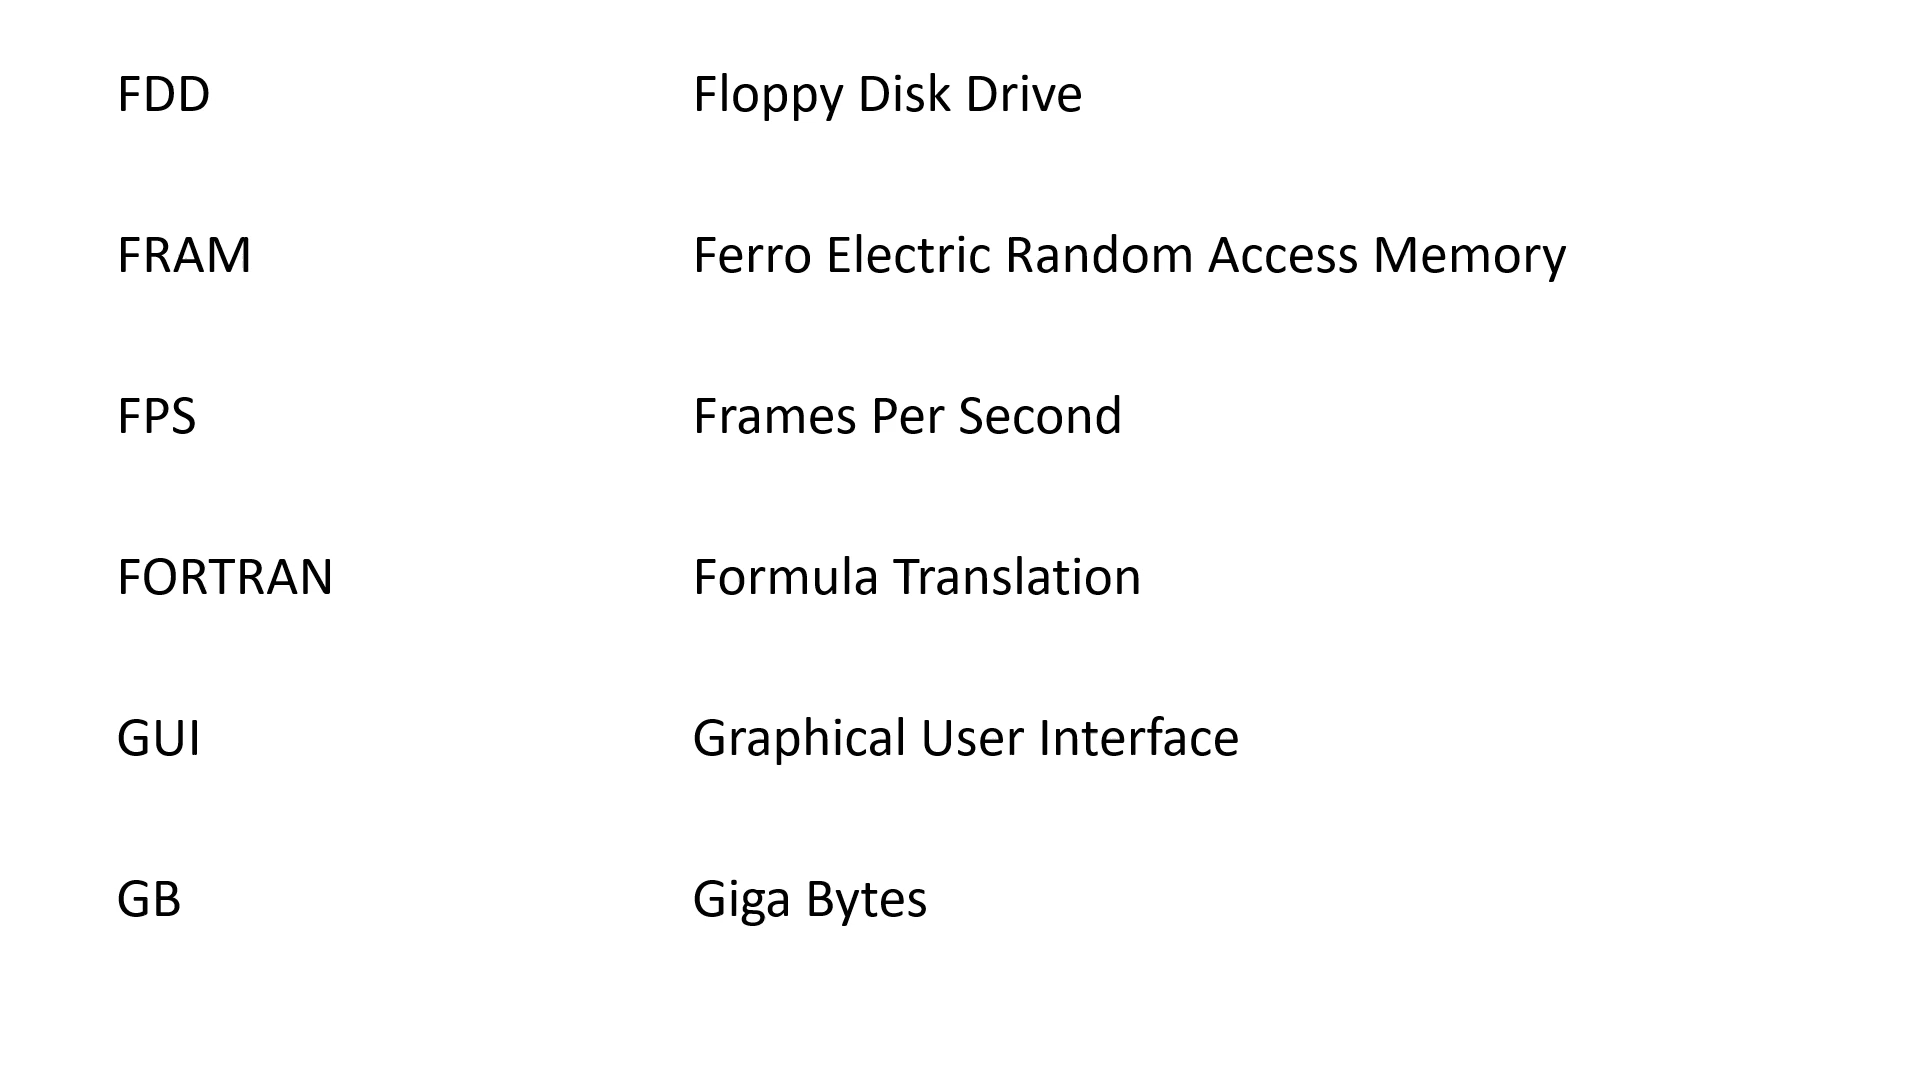 FDD Floppy Disk Drive
FRAM Ferro Electric Random Access Memory
FPS Frames Per Second
FORTRAN Formula Translation
GUI Graphical User Interface
GB Giga Bytes